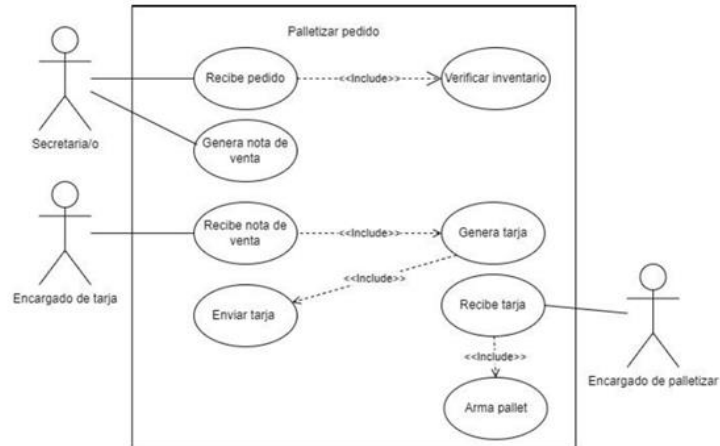 Palletizar pedido
Recibe pedido
<<Include>>
Verificar inventario
Secretaria/o
Genera nota de
venta
Recibe nota de
venta
<<Include>>
Genera tarja
<<Include>>
Encargado de tarja
Enviar tarja
Recibe tarja
<<Include>>
Encargado de palletizar
Arma pallet